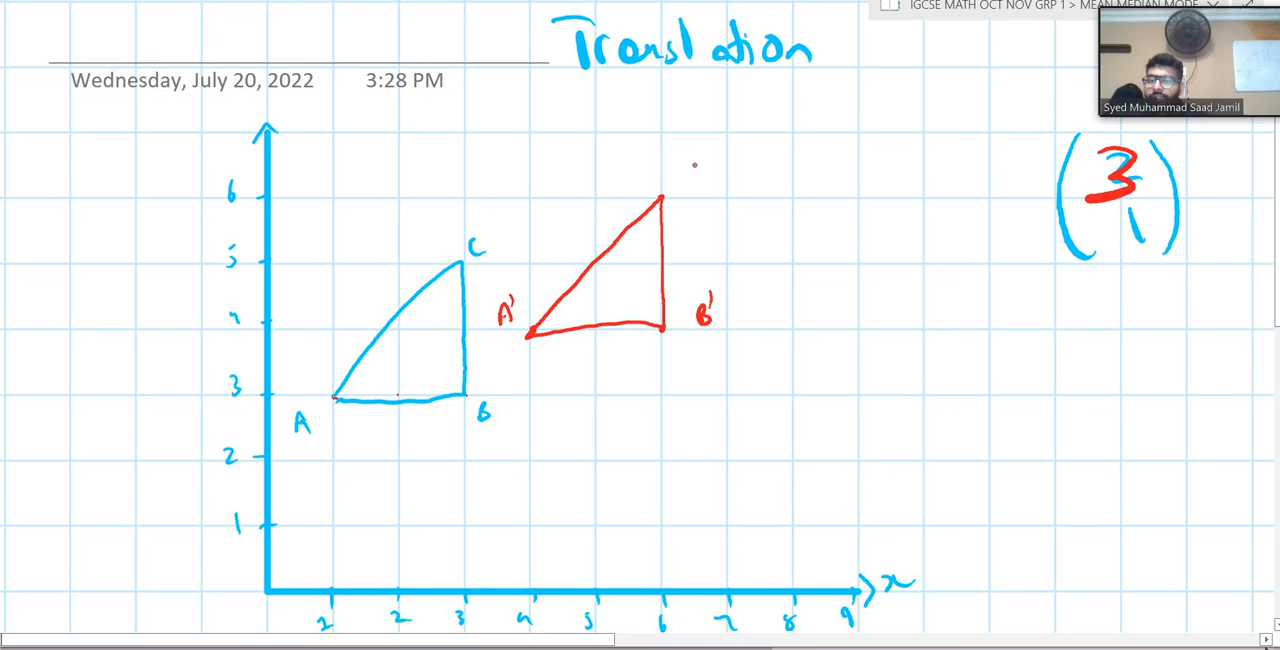 IGCSE MATH OCT NOV GRP 1 > MEAN MEDIAN MODE
Translation
Wednesday, July 20, 2022 3:28 PM
Syed Muhammad Saad Jamil
3
1
6
5
4
3
2
1
C
A
B
A'
B'
x
1 2 3 4 5 6 7 8 9